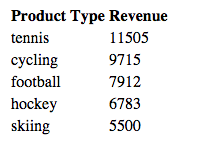 Product Type Revenue
tennis 11505
cycling 9715
football 7912
hockey 6783
skiing 5500